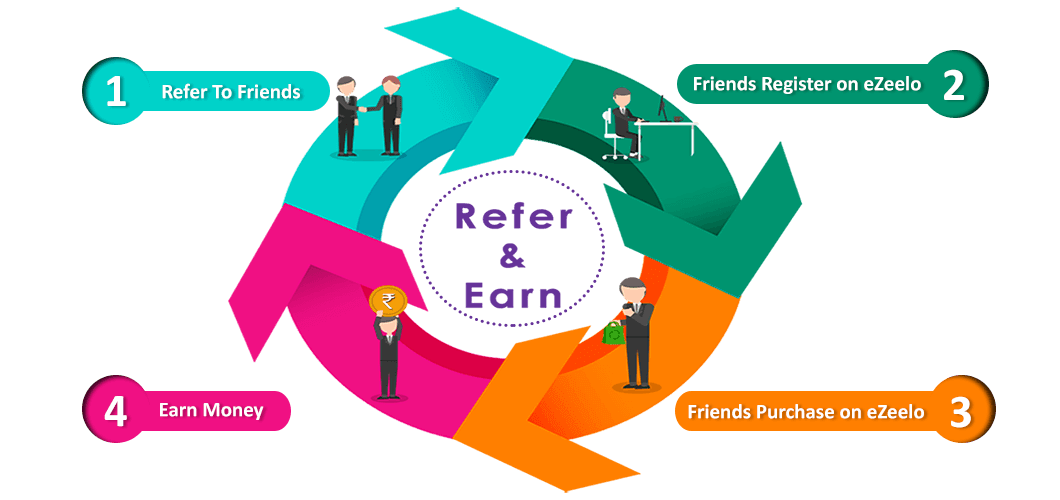 1
Refer To Friends
Friends Register on eZeelo
2
Refer
&
Earn
₹
4
Earn Money
Friends Purchase on eZeelo
3